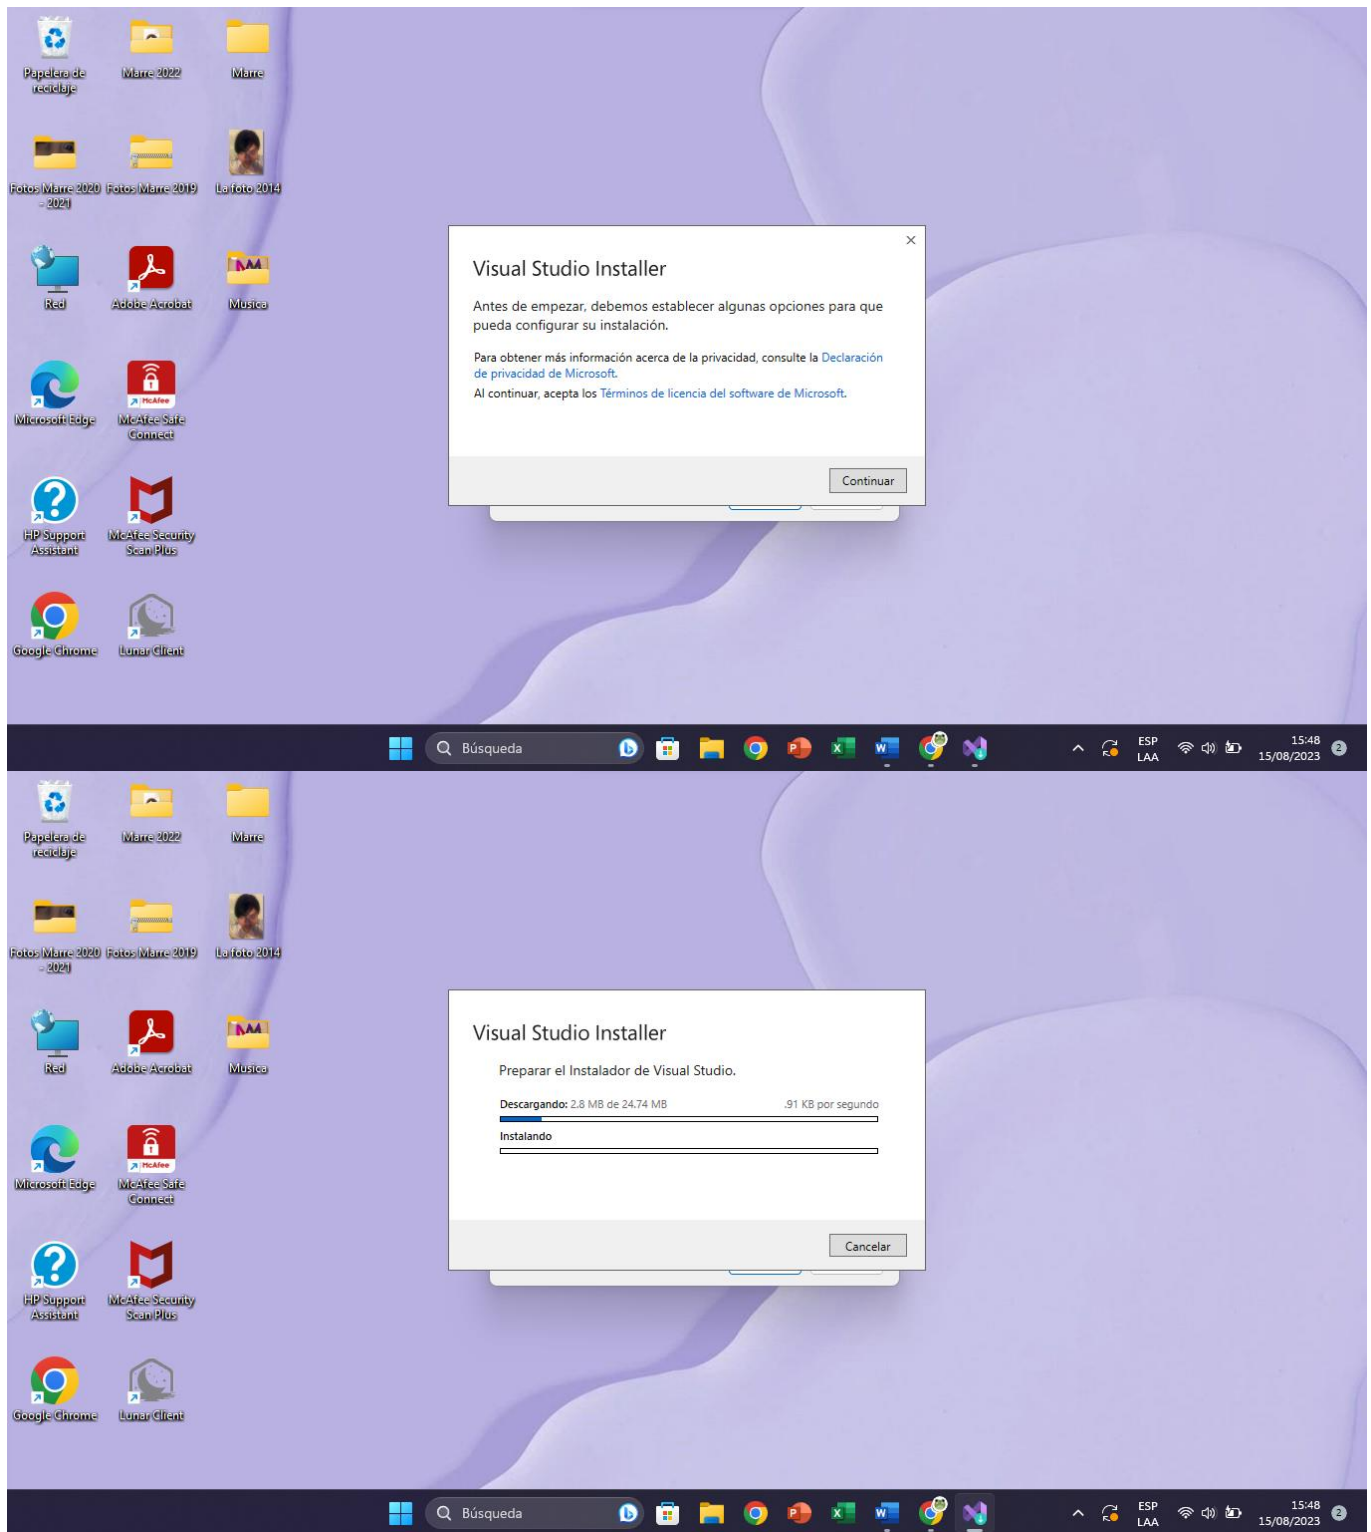 Papelera de
reciclaje
Marre 2022
Marre
Fotos Marre 2020
- 2021
Fotos Marre 2019
La foto 2014
Red
Adobe Acrobat
Musica
Microsoft Edge
McAfee
McAfee Safe
Connect
HP Support
Assistant
McAfee Security
Scan Plus
Google Chrome
Lunar Client
Visual Studio Installer
Antes de empezar, debemos establecer algunas opciones para que
pueda configurar su instalación.
Para obtener más información acerca de la privacidad, consulte la Declaración
de privacidad de Microsoft.
Al continuar, acepta los Términos de licencia del software de Microsoft.
Continuar
Búsqueda
ESP
LAA
15:48
15/08/2023
2
Papelera de
reciclaje
Marre 2022
Marre
Fotos Marre 2020
- 2021
Fotos Marre 2019
La foto 2014
Red
Adobe Acrobat
Musica
Microsoft Edge
McAfee
McAfee Safe
Connect
HP Support
Assistant
McAfee Security
Scan Plus
Google Chrome
Lunar Client
Visual Studio Installer
Preparar el Instalador de Visual Studio.
Descargando: 2.8 MB de 24.74 MB .91 KB por segundo
Instalando
Cancelar
Búsqueda
ESP
LAA
15:48
15/08/2023
2